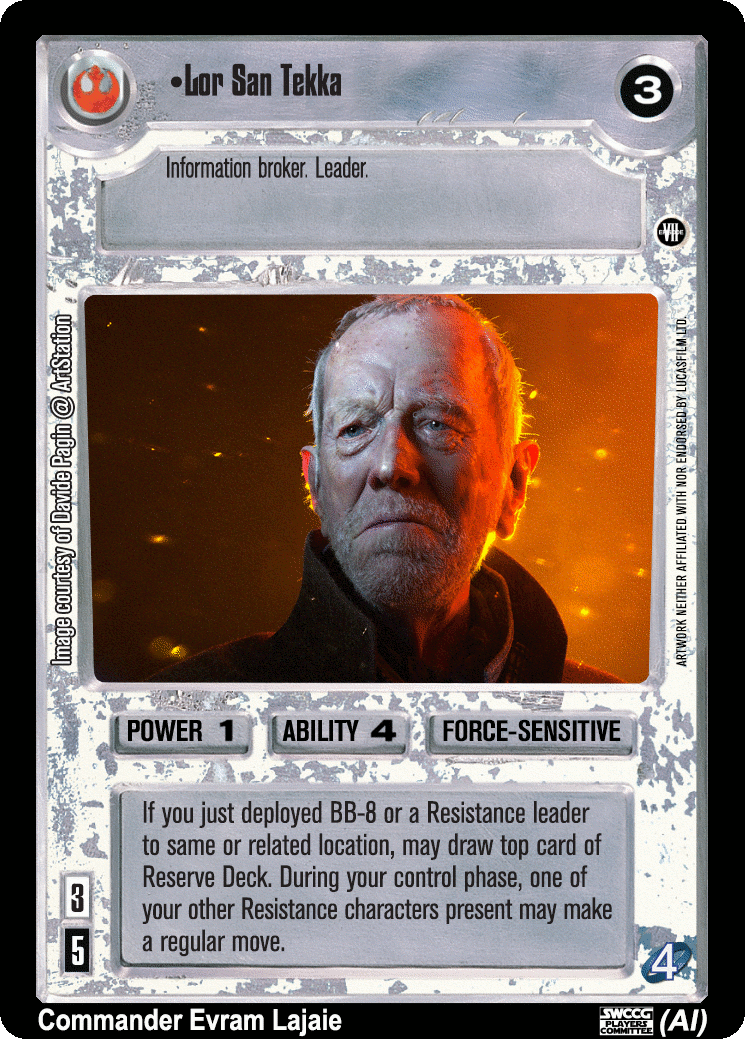 •Lor San Tekka
3
Information broker. Leader.
EPISODE
VII
Image courtesy of Davide Pagin @ ArtStation
ARTWORK NEITHER AFFILIATED WITH NOR ENDORSED BY LUCASFILM LTD.
POWER 1
ABILITY 4
FORCE-SENSITIVE
If you just deployed BB-8 or a Resistance leader
to same or related location, may draw top card of
Reserve Deck. During your control phase, one of
your other Resistance characters present may make
a regular move.
3
5
4
Commander Evram Lajaie
SWCCG
PLAYERS
COMMITTEE
(AI)